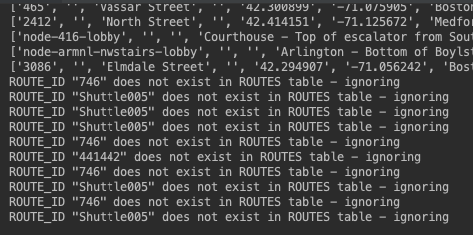 ['465', '', 'Vassar Street', '', '42.300899', '-71.075905', 'Bosto
['2412', '', 'North Street', '', '42.414151', '-71.125672', 'Medfor
['node-416-lobby', '', '', 'Courthouse - Top of escalator from Sout
['node-armnl-nwstairs-lobby', '', '', 'Arlington - Bottom of Boylst
['3086', '', 'Elmdale Street', '', '42.294907', '-71.056242', 'Bost
ROUTE_ID "746" does not exist in ROUTES table - ignoring
ROUTE_ID "Shuttle005" does not exist in ROUTES table - ignoring
ROUTE_ID "Shuttle005" does not exist in ROUTES table - ignoring
ROUTE_ID "Shuttle005" does not exist in ROUTES table - ignoring
ROUTE_ID "746" does not exist in ROUTES table - ignoring
ROUTE_ID "441442" does not exist in ROUTES table - ignoring
ROUTE_ID "746" does not exist in ROUTES table - ignoring
ROUTE_ID "Shuttle005" does not exist in ROUTES table - ignoring
ROUTE_ID "746" does not exist in ROUTES table - ignoring
ROUTE_ID "Shuttle005" does not exist in ROUTES table - ignoring